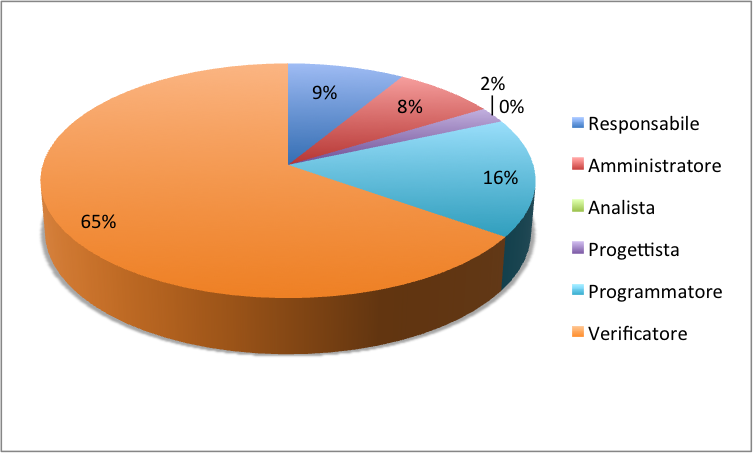 9%
8%
2%
0%
16%
65%
Responsabile
Amministratore
Analista
Progettista
Programmatore
Verificatore